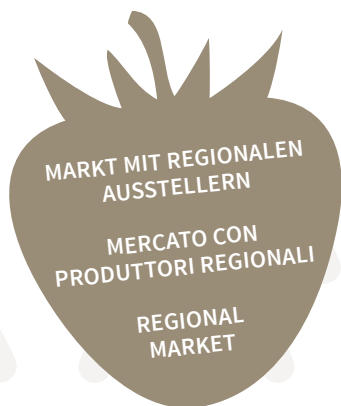 MARKT MIT REGIONALEN
AUSSTELLERN
MERCATO CON
PRODUTTORI REGIONALI
REGIONAL
MARKET